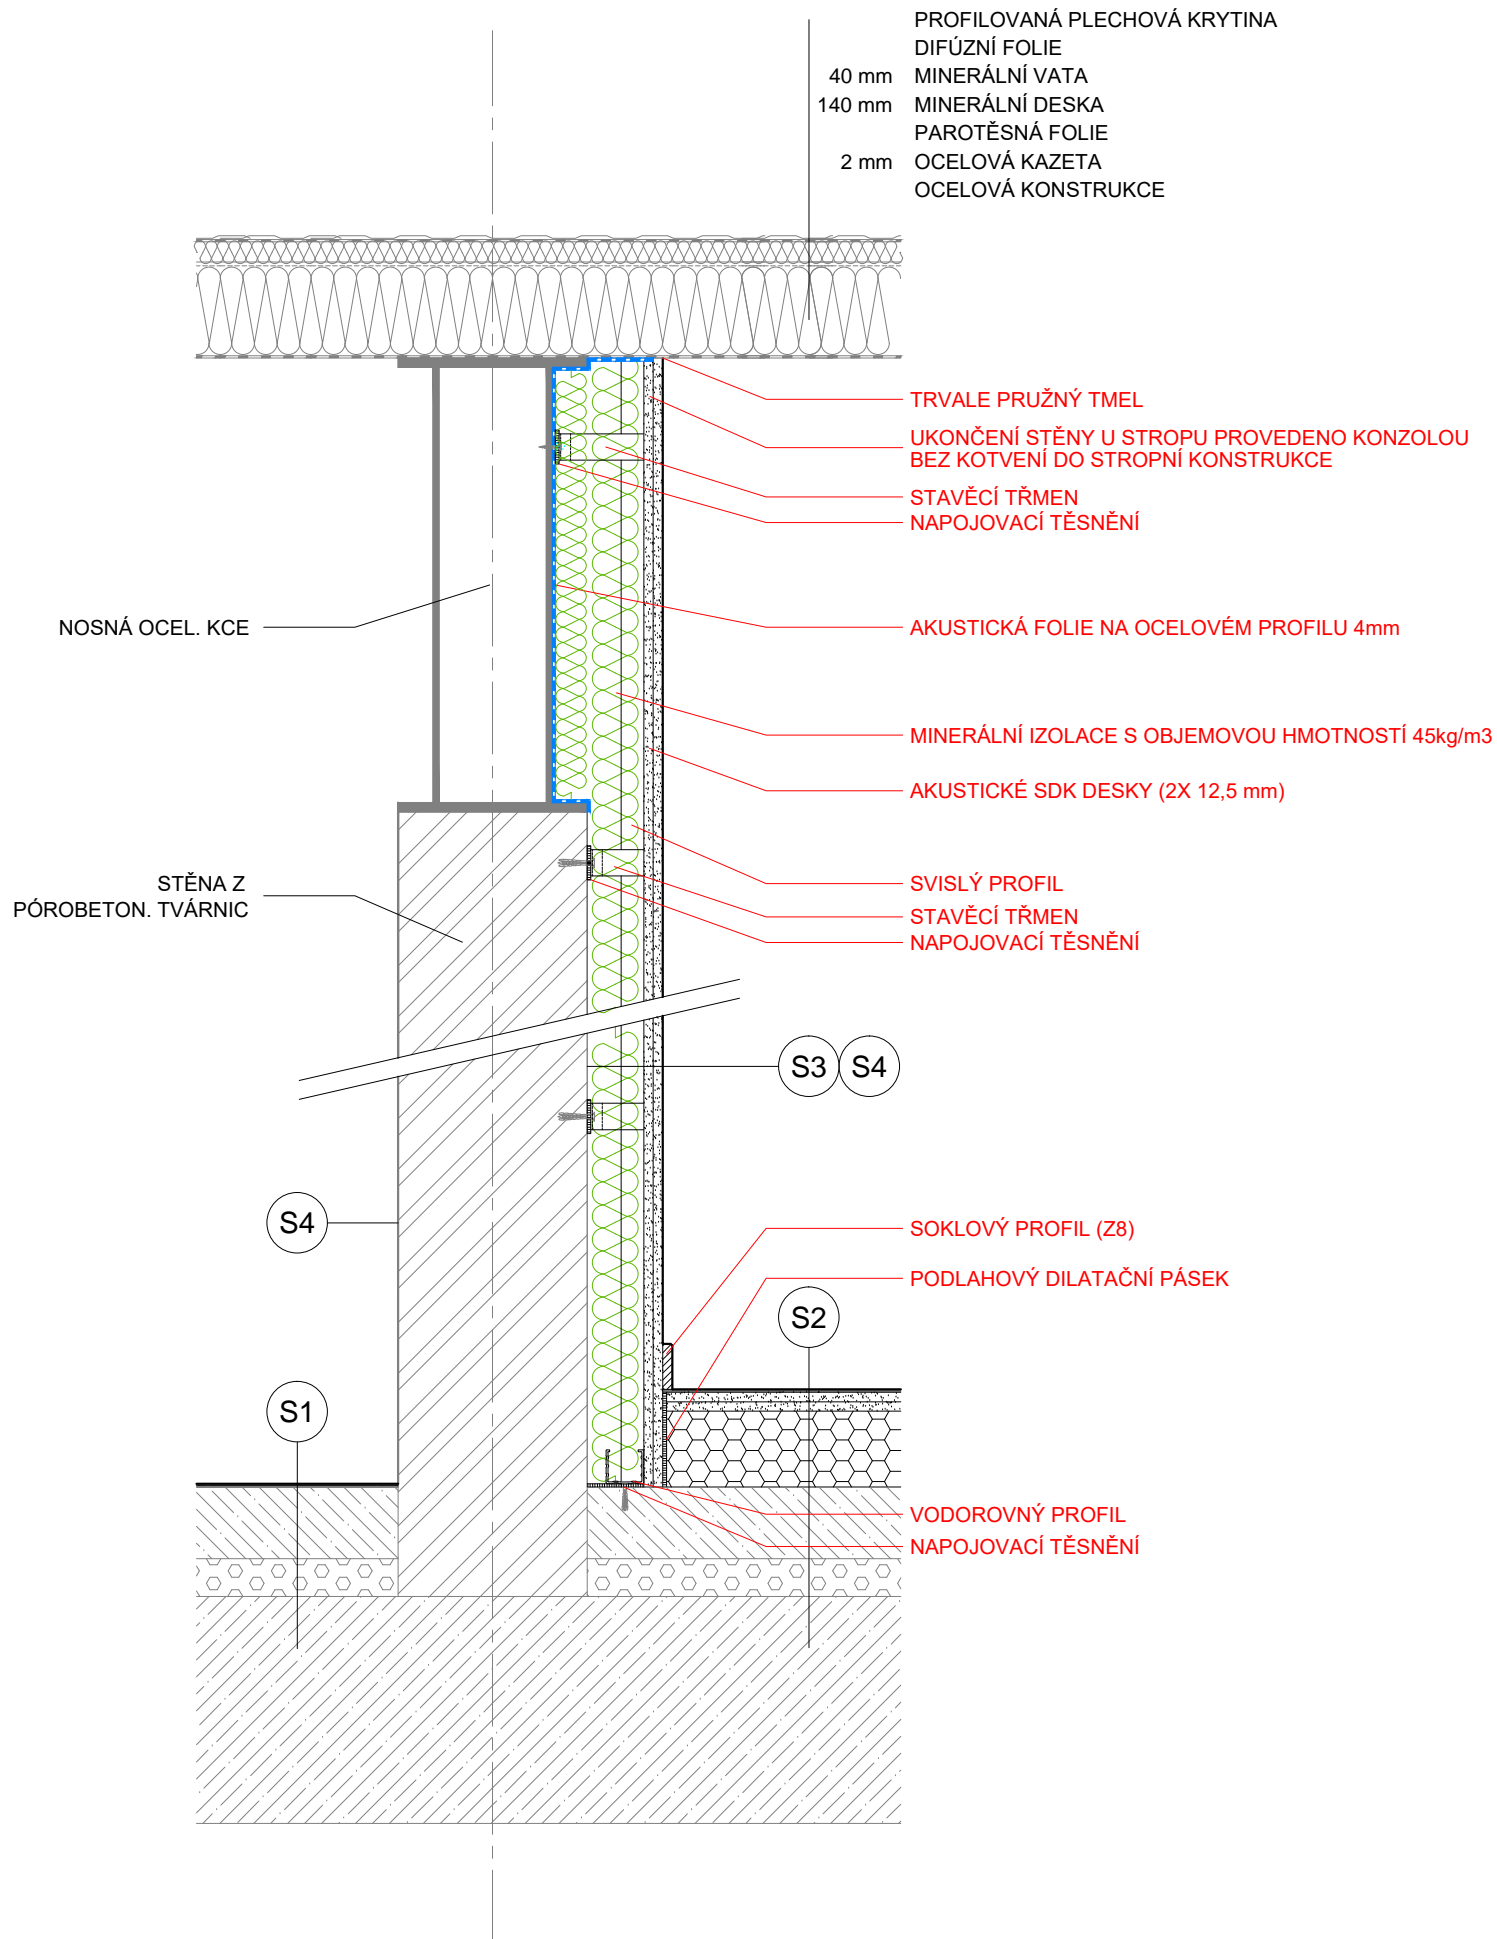 PROFILOVANÁ PLECHOVÁ KRYTINA
DIFÚZNÍ FOLIE
40 mm MINERÁLNÍ VATA
140 mm MINERÁLNÍ DESKA
PAROTĚSNÁ FOLIE
2 mm OCELOVÁ KAZETA
OCELOVÁ KONSTRUKCE
TRVALE PRUŽNÝ TMEL
UKONČENÍ STĚNY U STROPU PROVEDENO KONZOLOU
BEZ KOTVENÍ DO STROPNÍ KONSTRUKCE
STAVĚCÍ TŘMEN
NAPOJOVACÍ TĚSNĚNÍ
NOSNÁ OCEL. KCE
AKUSTICKÁ FOLIE NA OCELOVÉM PROFILU 4mm
MINERÁLNÍ IZOLACE S OBJEMOVOU HMOTNOSTÍ 45kg/m3
AKUSTICKÉ SDK DESKY (2X 12,5 mm)
STĚNA Z
PÓROBETON. TVÁRNIC
SVISLÝ PROFIL
STAVĚCÍ TŘMEN
NAPOJOVACÍ TĚSNĚNÍ
S3 S4
S4
SOKLOVÝ PROFIL (Z8)
PODLAHOVÝ DILATAČNÍ PÁSEK
S2
S1
VODOROVNÝ PROFIL
NAPOJOVACÍ TĚSNĚNÍ